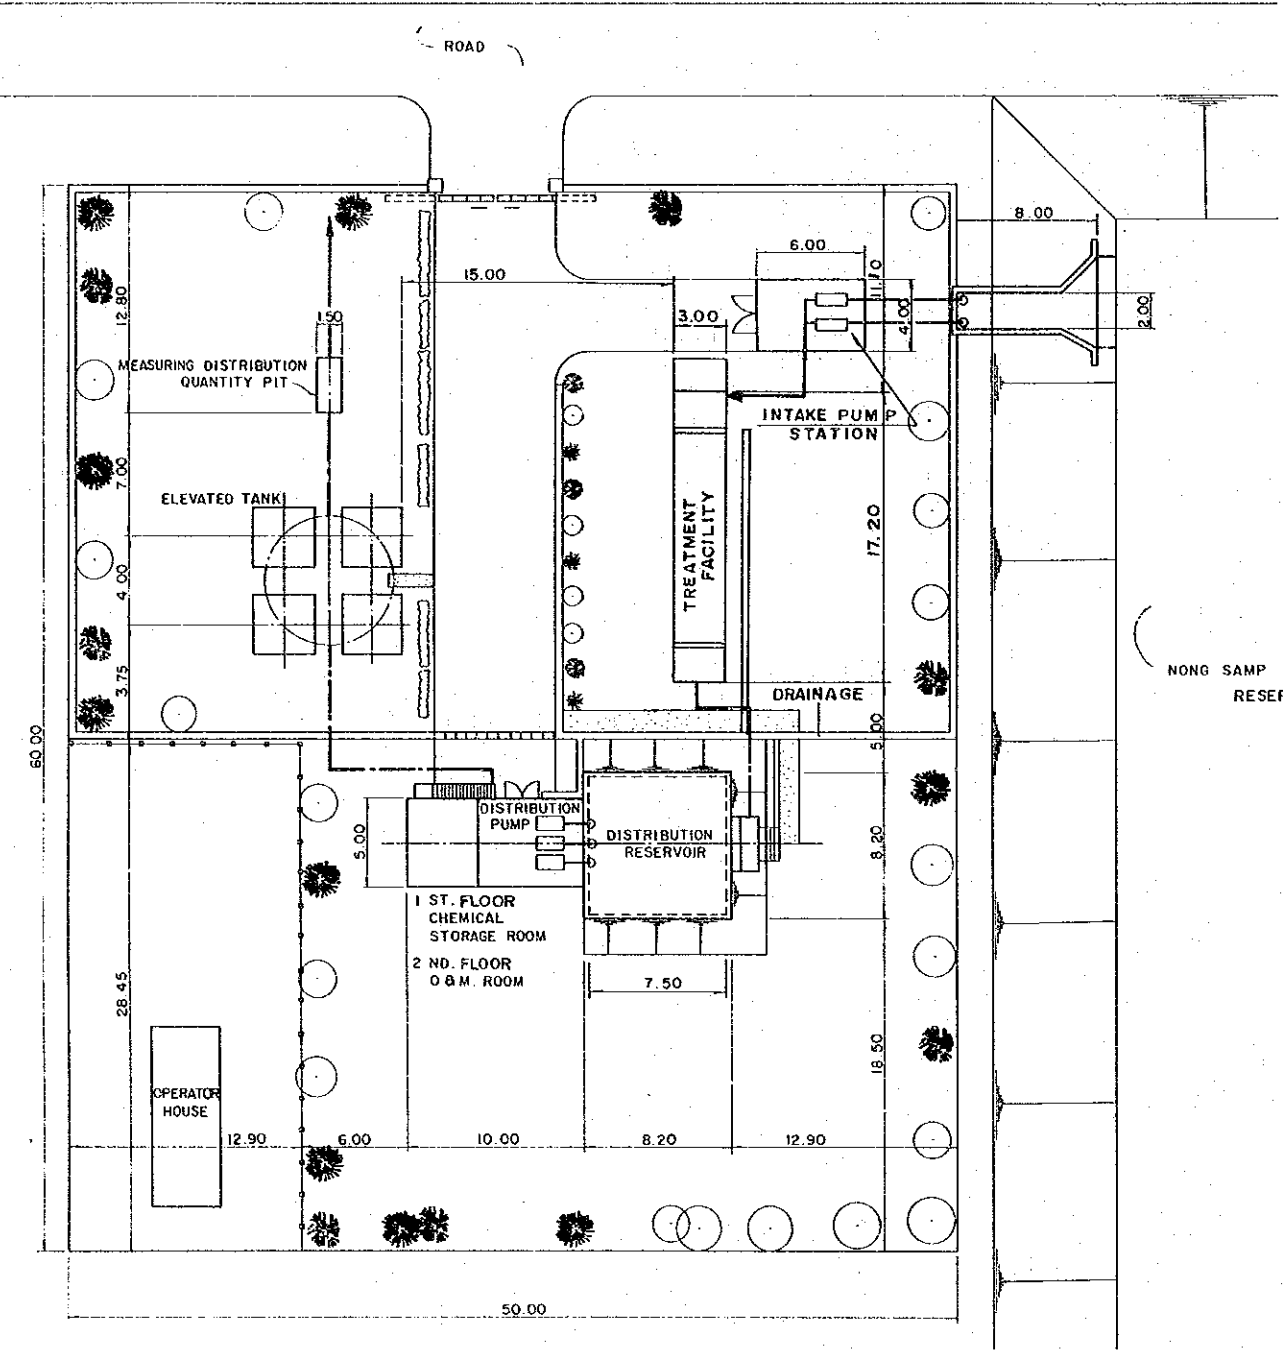 ROAD
8.00
6.00
15.00
11.10
12.80
1.50
3.00
4.00
2.00
MEASURING DISTRIBUTION
QUANTITY PIT
INTAKE PUMP
STATION
7.00
ELEVATED TANK
TREATMENT
FACILITY
17.20
4.00
3.75
NONG SAMP
RESER
DRAINAGE
60.00
5.00
DISTRIBUTION
PUMP
5.00
DISTRIBUTION
RESERVOIR
8.20
1 ST. FLOOR
CHEMICAL
STORAGE ROOM
2 ND. FLOOR
O & M. ROOM
7.50
28.45
18.50
OPERATOR
HOUSE
12.90
6.00
10.00
8.20
12.90
50.00